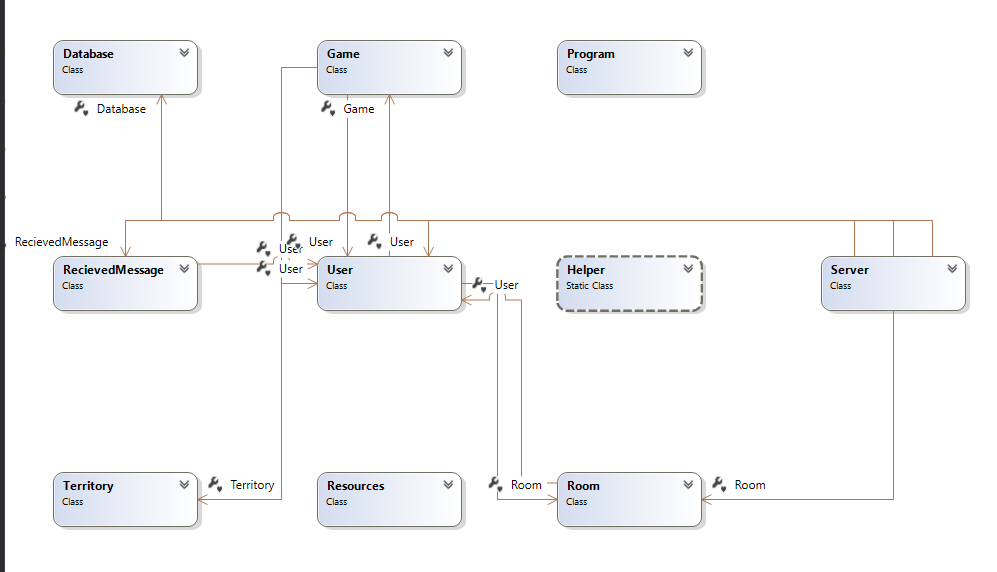 Database
Class
Game
Class
Program
Class
Database
Game
RecievedMessage
User
User
User
User
RecievedMessage
Class
User
Class
User
Helper
Static Class
Server
Class
Territory
Class
Territory
Resources
Class
Room
Room
Class
Room